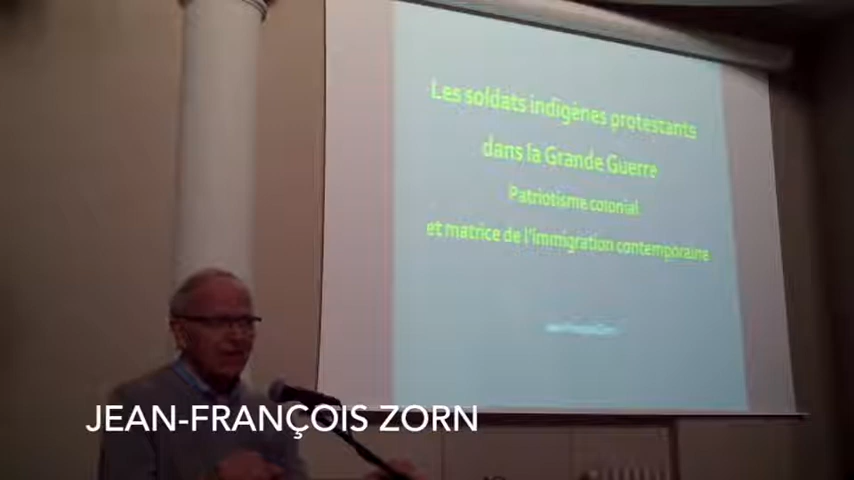 Les soldats indigènes protestants
dans la Grande Guerre
Patriotisme colonial
et matrice de l'immigration contemporaine
JEAN-FRANÇOIS ZORN